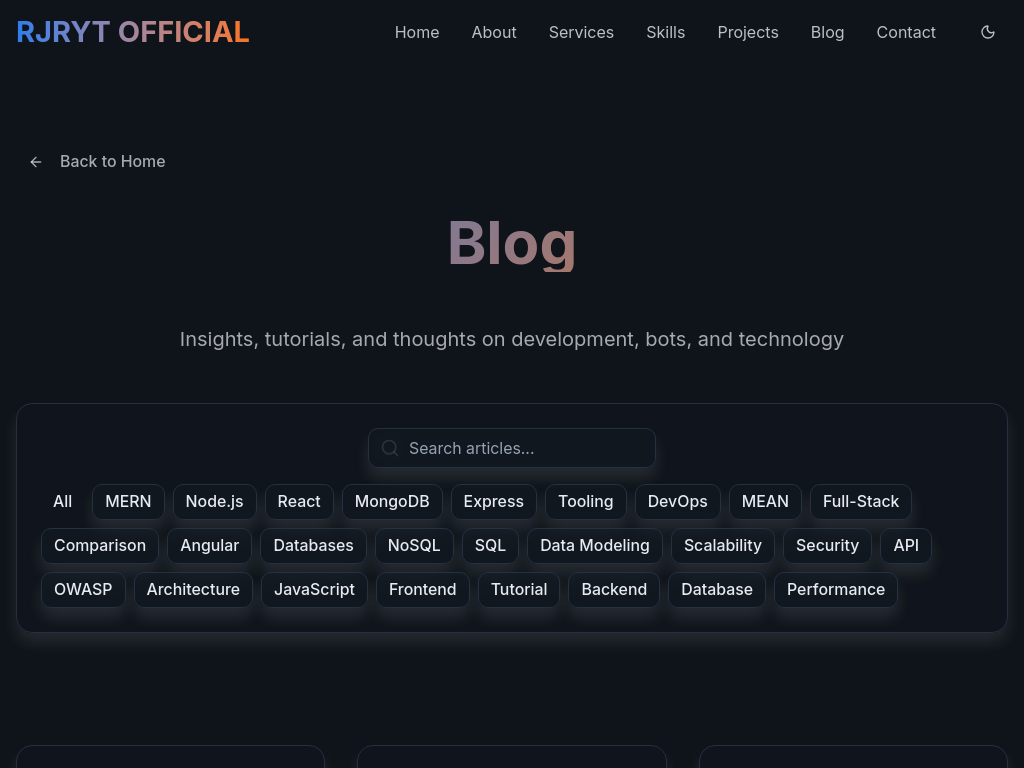 RJRYT OFFICIAL Home About Services Skills Projects Blog Contact
Back to Home
Blog
Insights, tutorials, and thoughts on development, bots, and technology
Search articles...
All MERN Node.js React MongoDB Express Tooling DevOps MEAN Full-Stack
Comparison Angular Databases NoSQL SQL Data Modeling Scalability Security API
OWASP Architecture JavaScript Frontend Tutorial Backend Database Performance